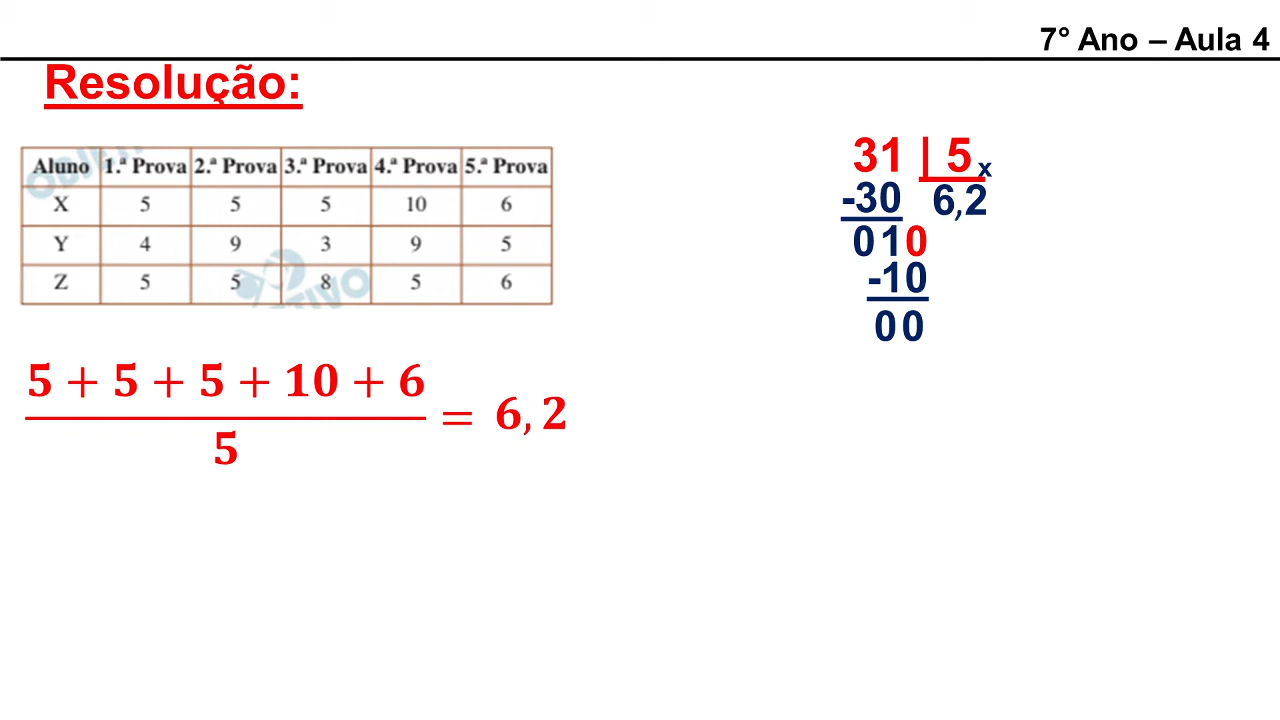 7° Ano – Aula 4
Resolução:
Aluno 1.ª Prova 2.ª Prova 3.ª Prova 4.ª Prova 5.ª Prova
X 5 5 5 10 6
Y 4 9 3 9 5
Z 5 5 8 5 6
5 + 5 + 5 + 10 + 6
5
= 6, 2
31 | 5 x
-30 6,2
010
-10
00